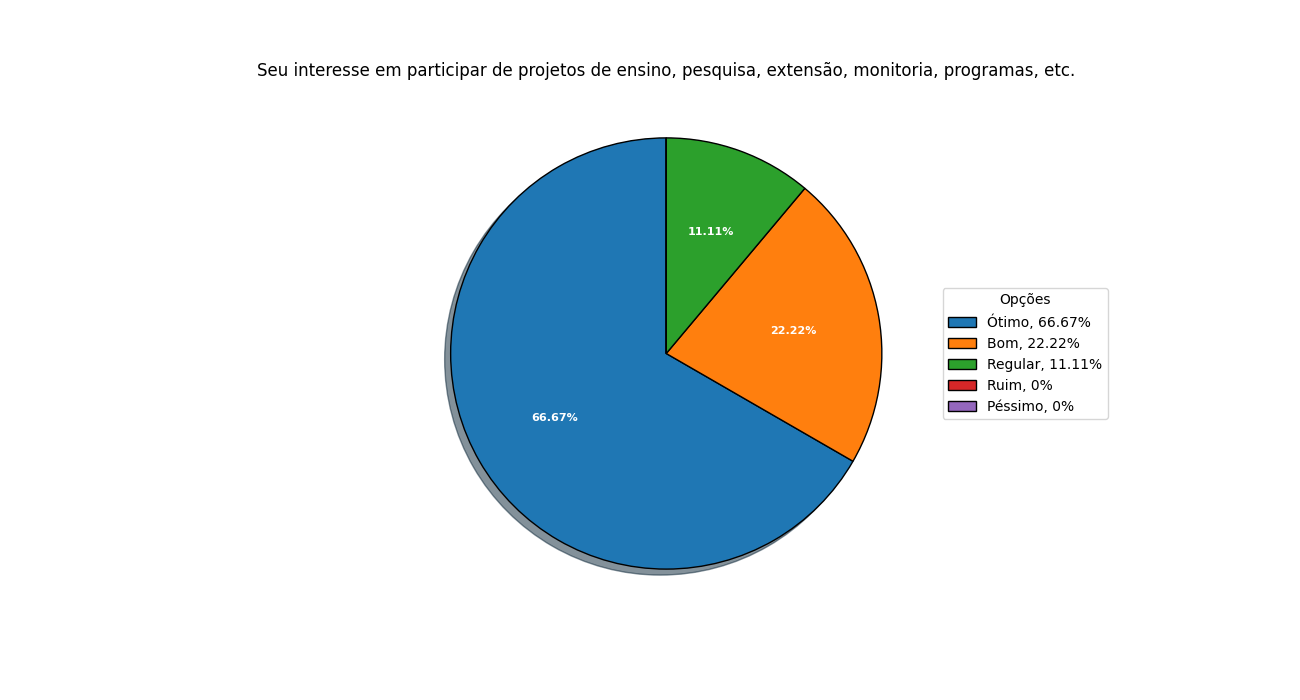 Seu interesse em participar de projetos de ensino, pesquisa, extensão, monitoria, programas, etc.
11.11%
22.22%
66.67%
Opções
Ótimo, 66.67%
Bom, 22.22%
Regular, 11.11%
Ruim, 0%
Péssimo, 0%